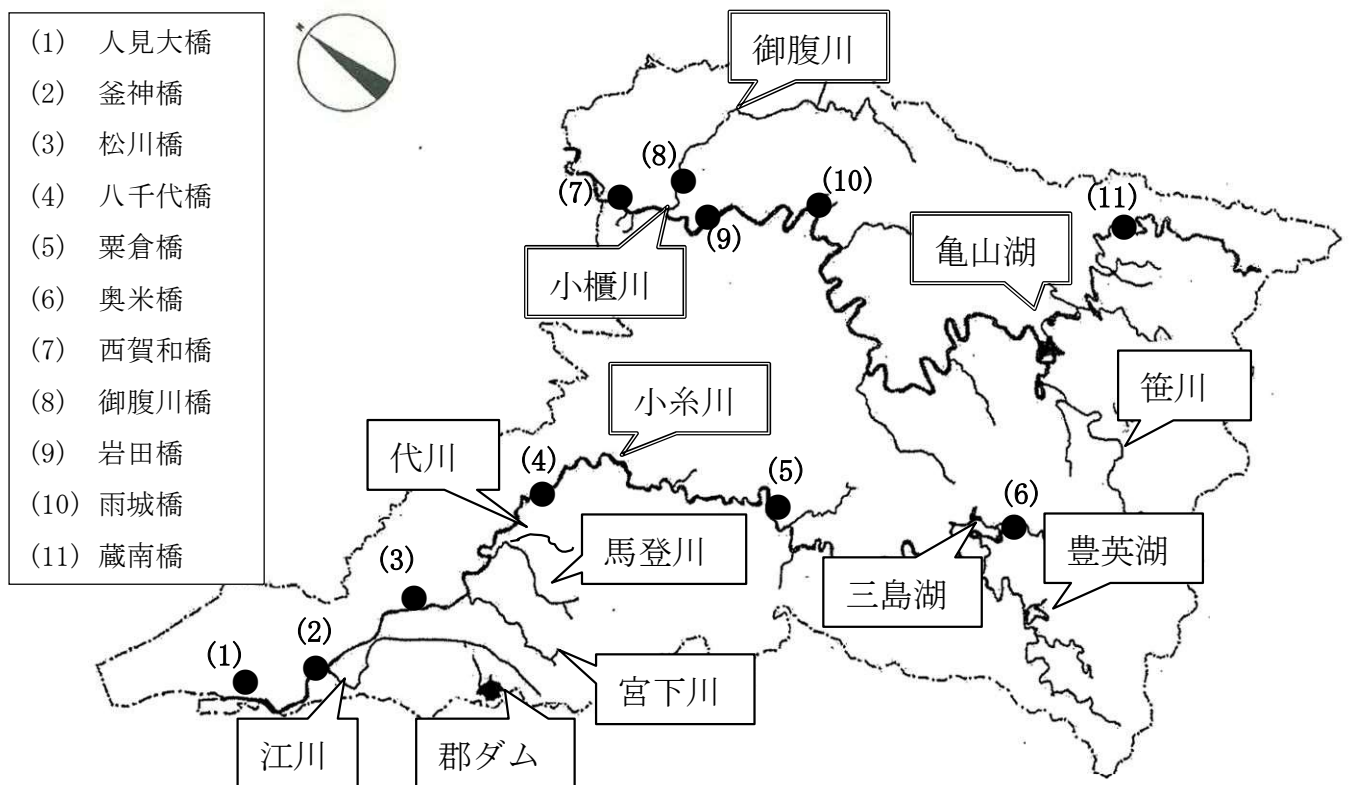 (1) 人見大橋
(2) 釜神橋
(3) 松川橋
(4) 八千代橋
(5) 粟倉橋
(6) 奥米橋
(7) 西賀和橋
(8) 御腹川橋
(9) 岩田橋
(10) 雨城橋
(11) 蔵南橋
N
御腹川
(8)
(7)
(10)
(9)
(11)
小櫃川
亀山湖
笹川
小糸川
代川
(4)
(5)
(6)
馬登川
豊英湖
(3)
三島湖
(2)
(1)
宮下川
江川
郡ダム